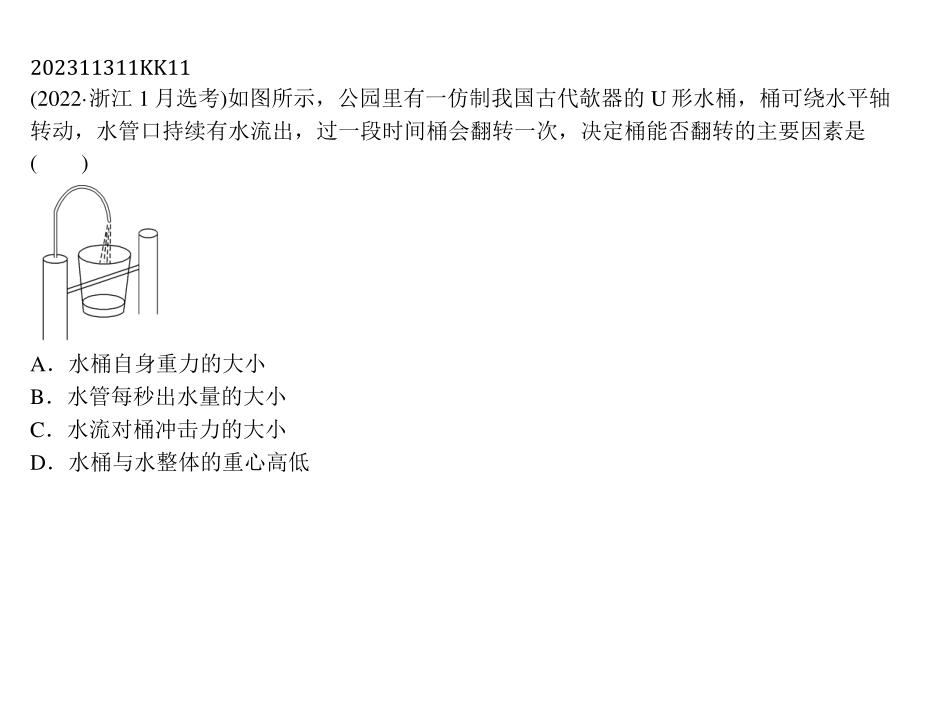 202311311KK11
(2022·浙江 1 月选考)如图所示，公园里有一仿制我国古代欹器的 U 形水桶，桶可绕水平轴
转动，水管口持续有水流出，过一段时间桶会翻转一次，决定桶能否翻转的主要因素是
(　　)
A．水桶自身重力的大小
B．水管每秒出水量的大小
C．水流对桶冲击力的大小
D．水桶与水整体的重心高低